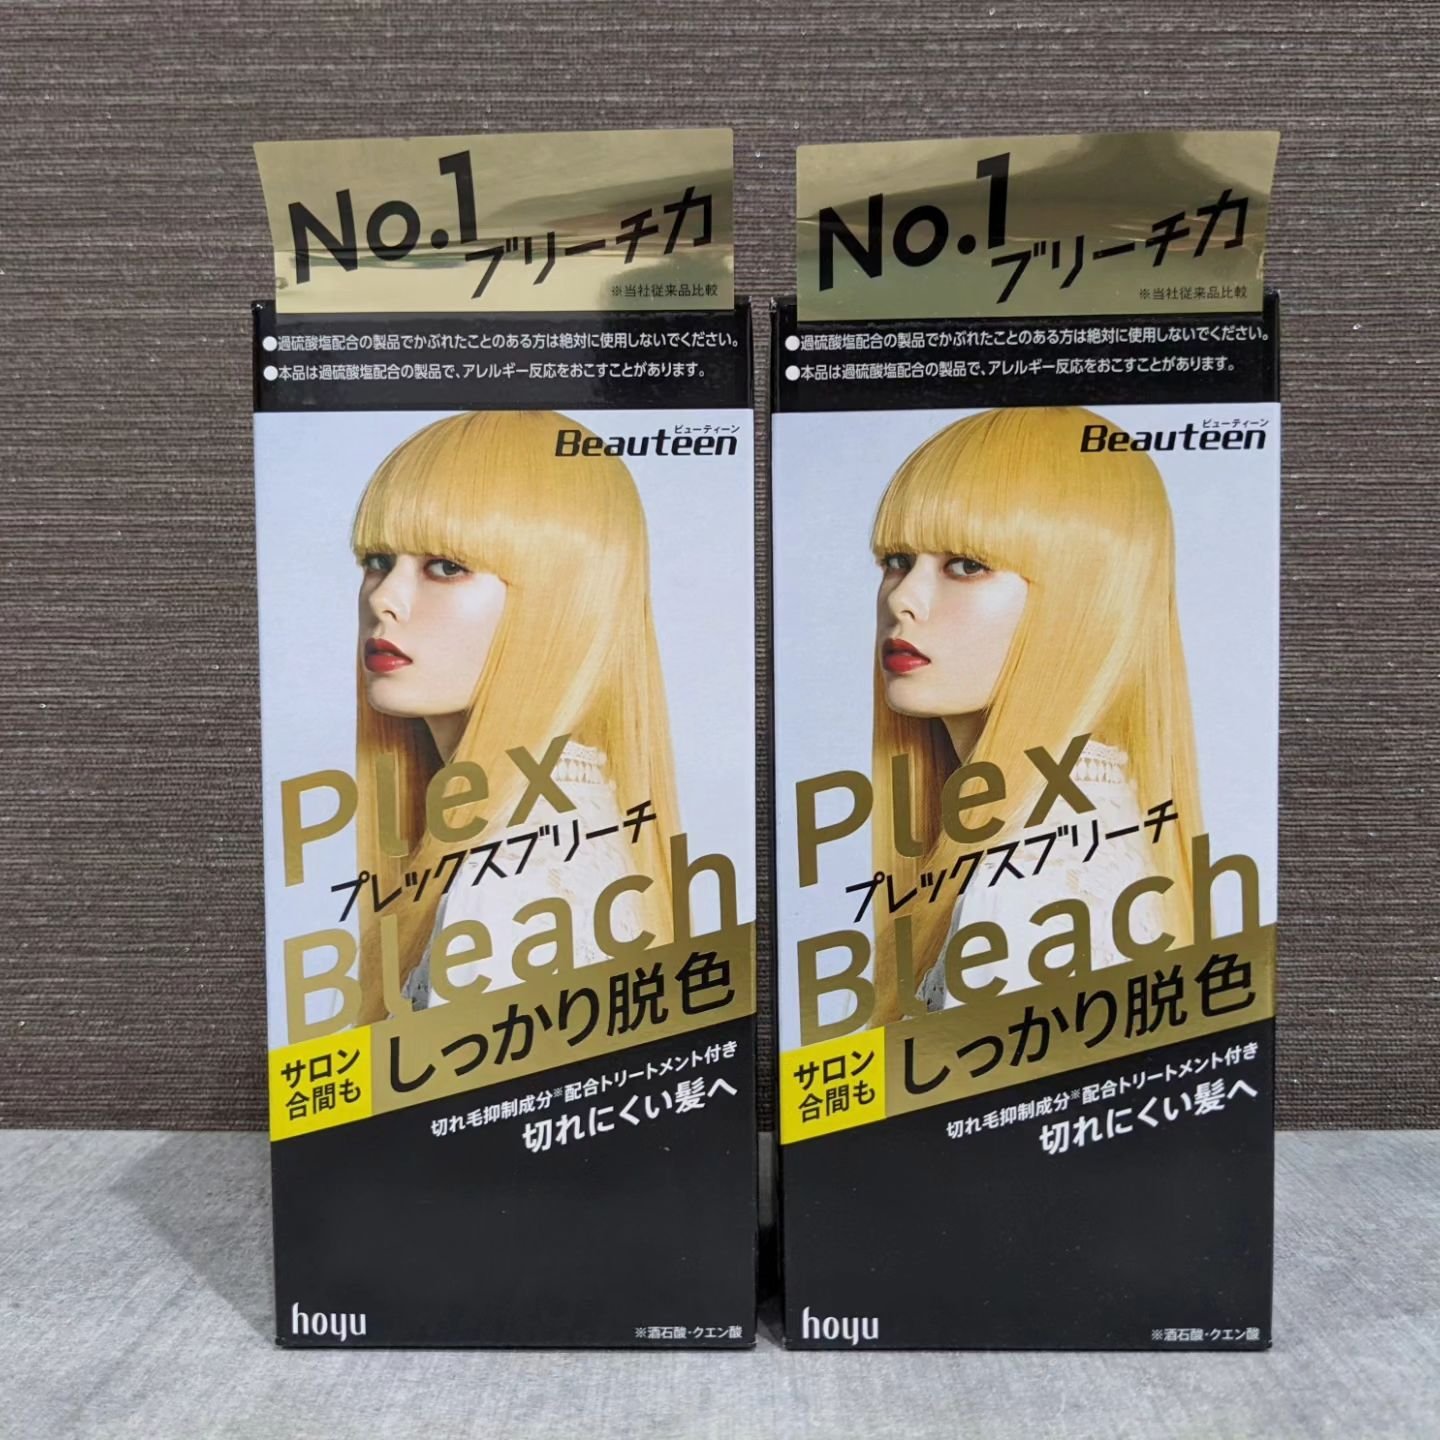 No.1
ブリーチ力
※当社従来品比較
●過硫酸塩配合の製品でかぶれたことのある方は絶対に使用しないでください。
●本品は過硫酸塩配合の製品で、アレルギー反応をおこすことがあります。
ビューティーン
Beauteen
Plex
プレックスブリーチ
Bleach
しっかり脱色
サロン
合間も
切れ毛抑制成分※配合トリートメント付き
切れにくい髪へ
hoyu
※酒石酸・クエン酸
No.1
ブリーチ力
※当社従来品比較
●過硫酸塩配合の製品でかぶれたことのある方は絶対に使用しないでください。
●本品は過硫酸塩配合の製品で、アレルギー反応をおこすことがあります。
ビューティーン
Beauteen
Plex
プレックスブリーチ
Bleach
しっかり脱色
サロン
合間も
切れ毛抑制成分※配合トリートメント付き
切れにくい髪へ
hoyu
※酒石酸・クエン酸